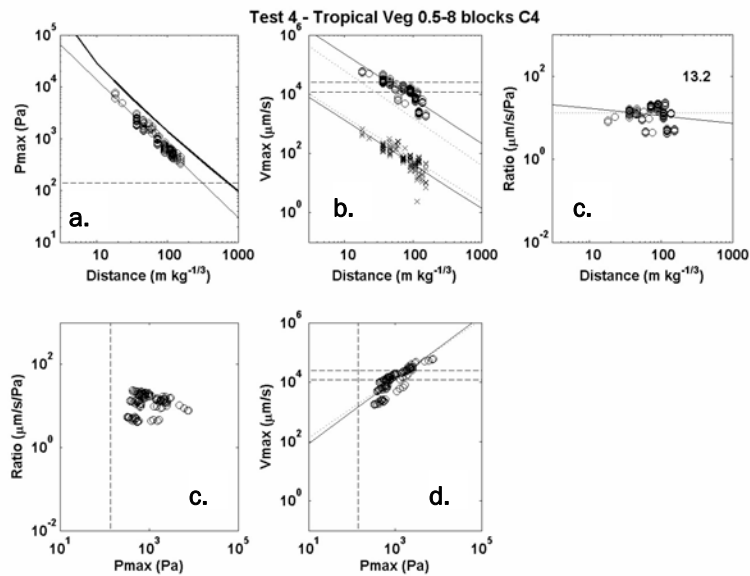 Test 4 - Tropical Veg 0.5-8 blocks C4
10^5
10^4
10^3
10^2
10^1
Pmax (Pa)
10 100 1000
Distance (m kg^-1/3)
a.
10^6
10^4
10^2
10^0
Vmax (μm/s)
10 100 1000
Distance (m kg^-1/3)
b.
10^2
10^0
10^-2
Ratio (μm/s/Pa)
10 100 1000
Distance (m kg^-1/3)
13.2
c.
10^2
10^0
10^-2
Ratio (μm/s/Pa)
10^1 10^3 10^5
Pmax (Pa)
c.
10^6
10^4
10^2
10^0
Vmax (μm/s)
10^1 10^3 10^5
Pmax (Pa)
d.